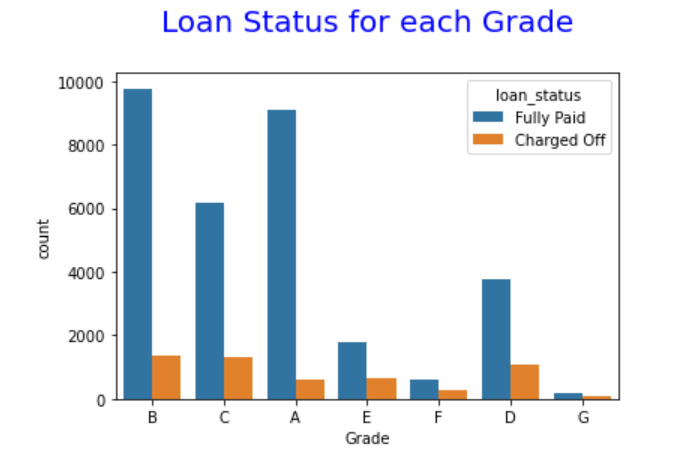 Loan Status for each Grade
10000
8000
6000
4000
2000
0
count
loan_status
Fully Paid
Charged Off
B C A E F D G
Grade